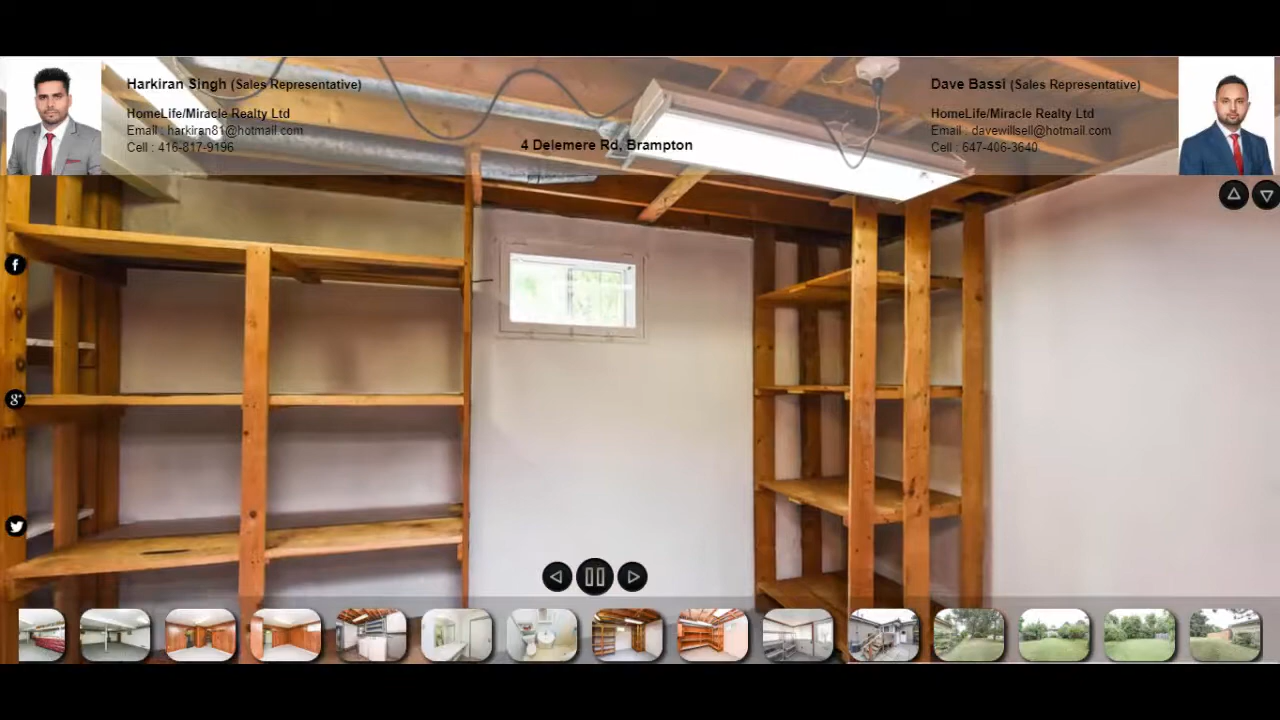 Harkiran Singh (Sales Representative)
HomeLife/Miracle Realty Ltd
Email : harkiran81@hotmail.com
Cell : 416-817-9196
4 Delemere Rd, Brampton
Dave Bassi (Sales Representative)
HomeLife/Miracle Realty Ltd
Email : davewillsell@hotmail.com
Cell : 647-406-3640